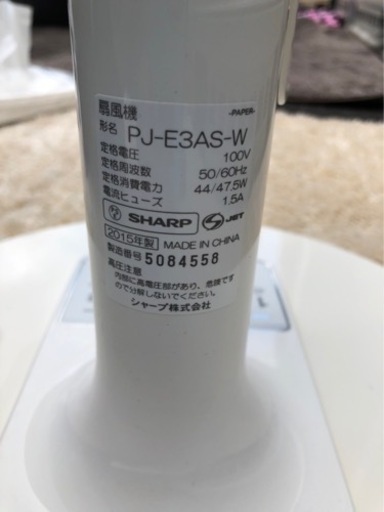 扇風機 -PAPER-
形名 PJ-E3AS-W
定格電圧 100V
定格周波数 50/60Hz
定格消費電力 44/47.5W
電流ヒューズ 1.5A
SHARP JET
2015年製 MADE IN CHINA
製造番号 5084558
高圧注意
内部に高電圧部があり、危険です
ので分解しないでください。
シャープ株式会社